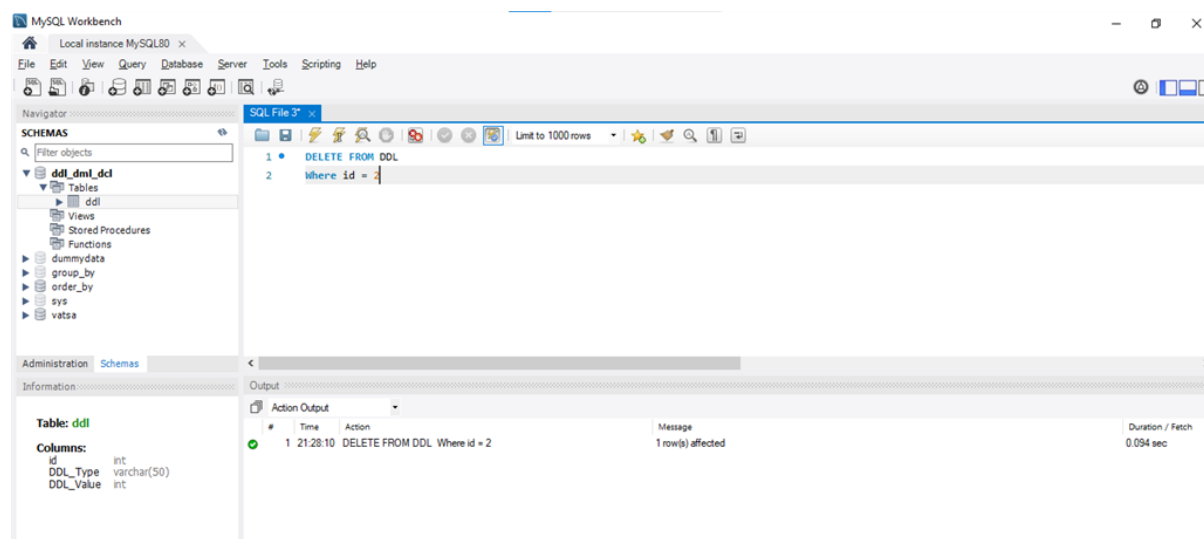 MySQL Workbench
Local instance MySQL80 ×
File Edit View Query Database Server Tools Scripting Help
Navigator
SCHEMAS
Filter objects
ddl_dml_dcl
Tables
ddl
Views
Stored Procedures
Functions
dummydata
group_by
order_by
sys
vatsa
Administration Schemas
Information
Table: ddl
Columns:
id int
DDL_Type varchar(50)
DDL_Value int
SQL File 3* ×
Limit to 1000 rows
1 DELETE FROM DDL
2 Where id = 2
Output
Action Output
# Time Action Message Duration / Fetch
1 21:28:10 DELETE FROM DDL Where id = 2 1 row(s) affected 0.094 sec